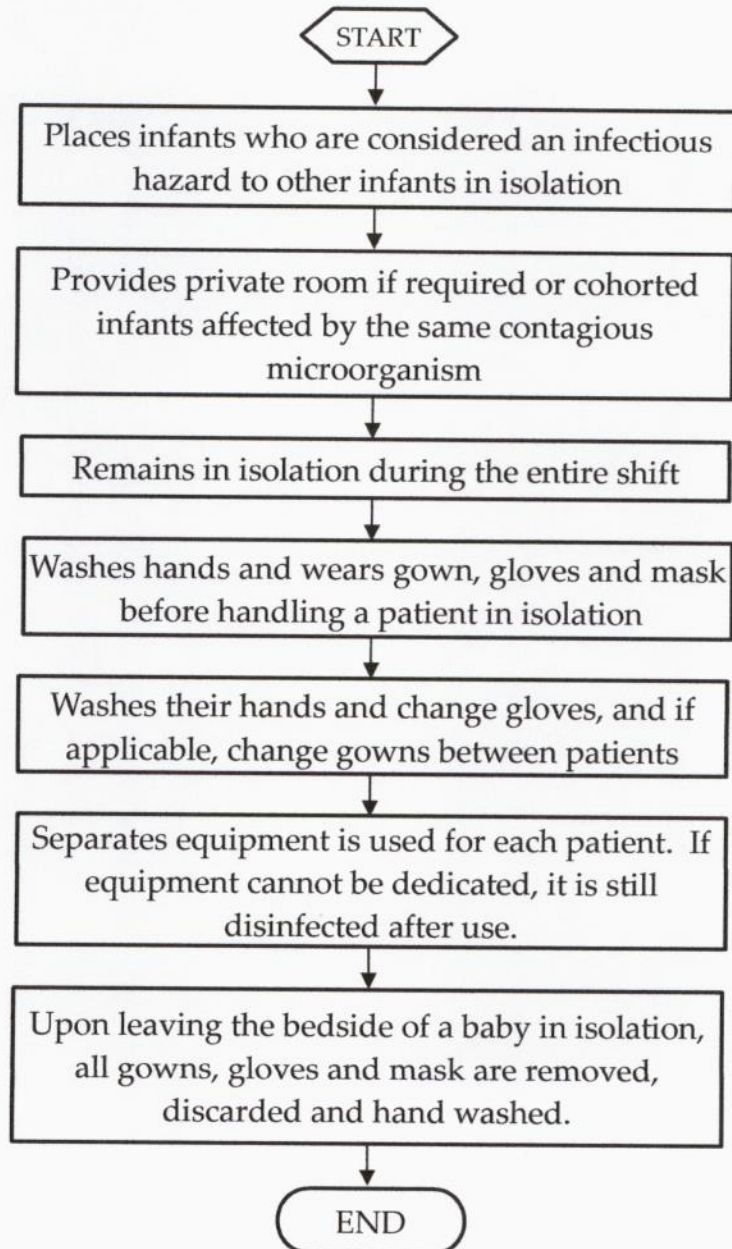 START
Places infants who are considered an infectious
hazard to other infants in isolation
Provides private room if required or cohorted
infants affected by the same contagious
microorganism
Remains in isolation during the entire shift
Washes hands and wears gown, gloves and mask
before handling a patient in isolation
Washes their hands and change gloves, and if
applicable, change gowns between patients
Separates equipment is used for each patient.  If
equipment cannot be dedicated, it is still
disinfected after use.
Upon leaving the bedside of a baby in isolation,
all gowns, gloves and mask are removed,
discarded and hand washed.
END